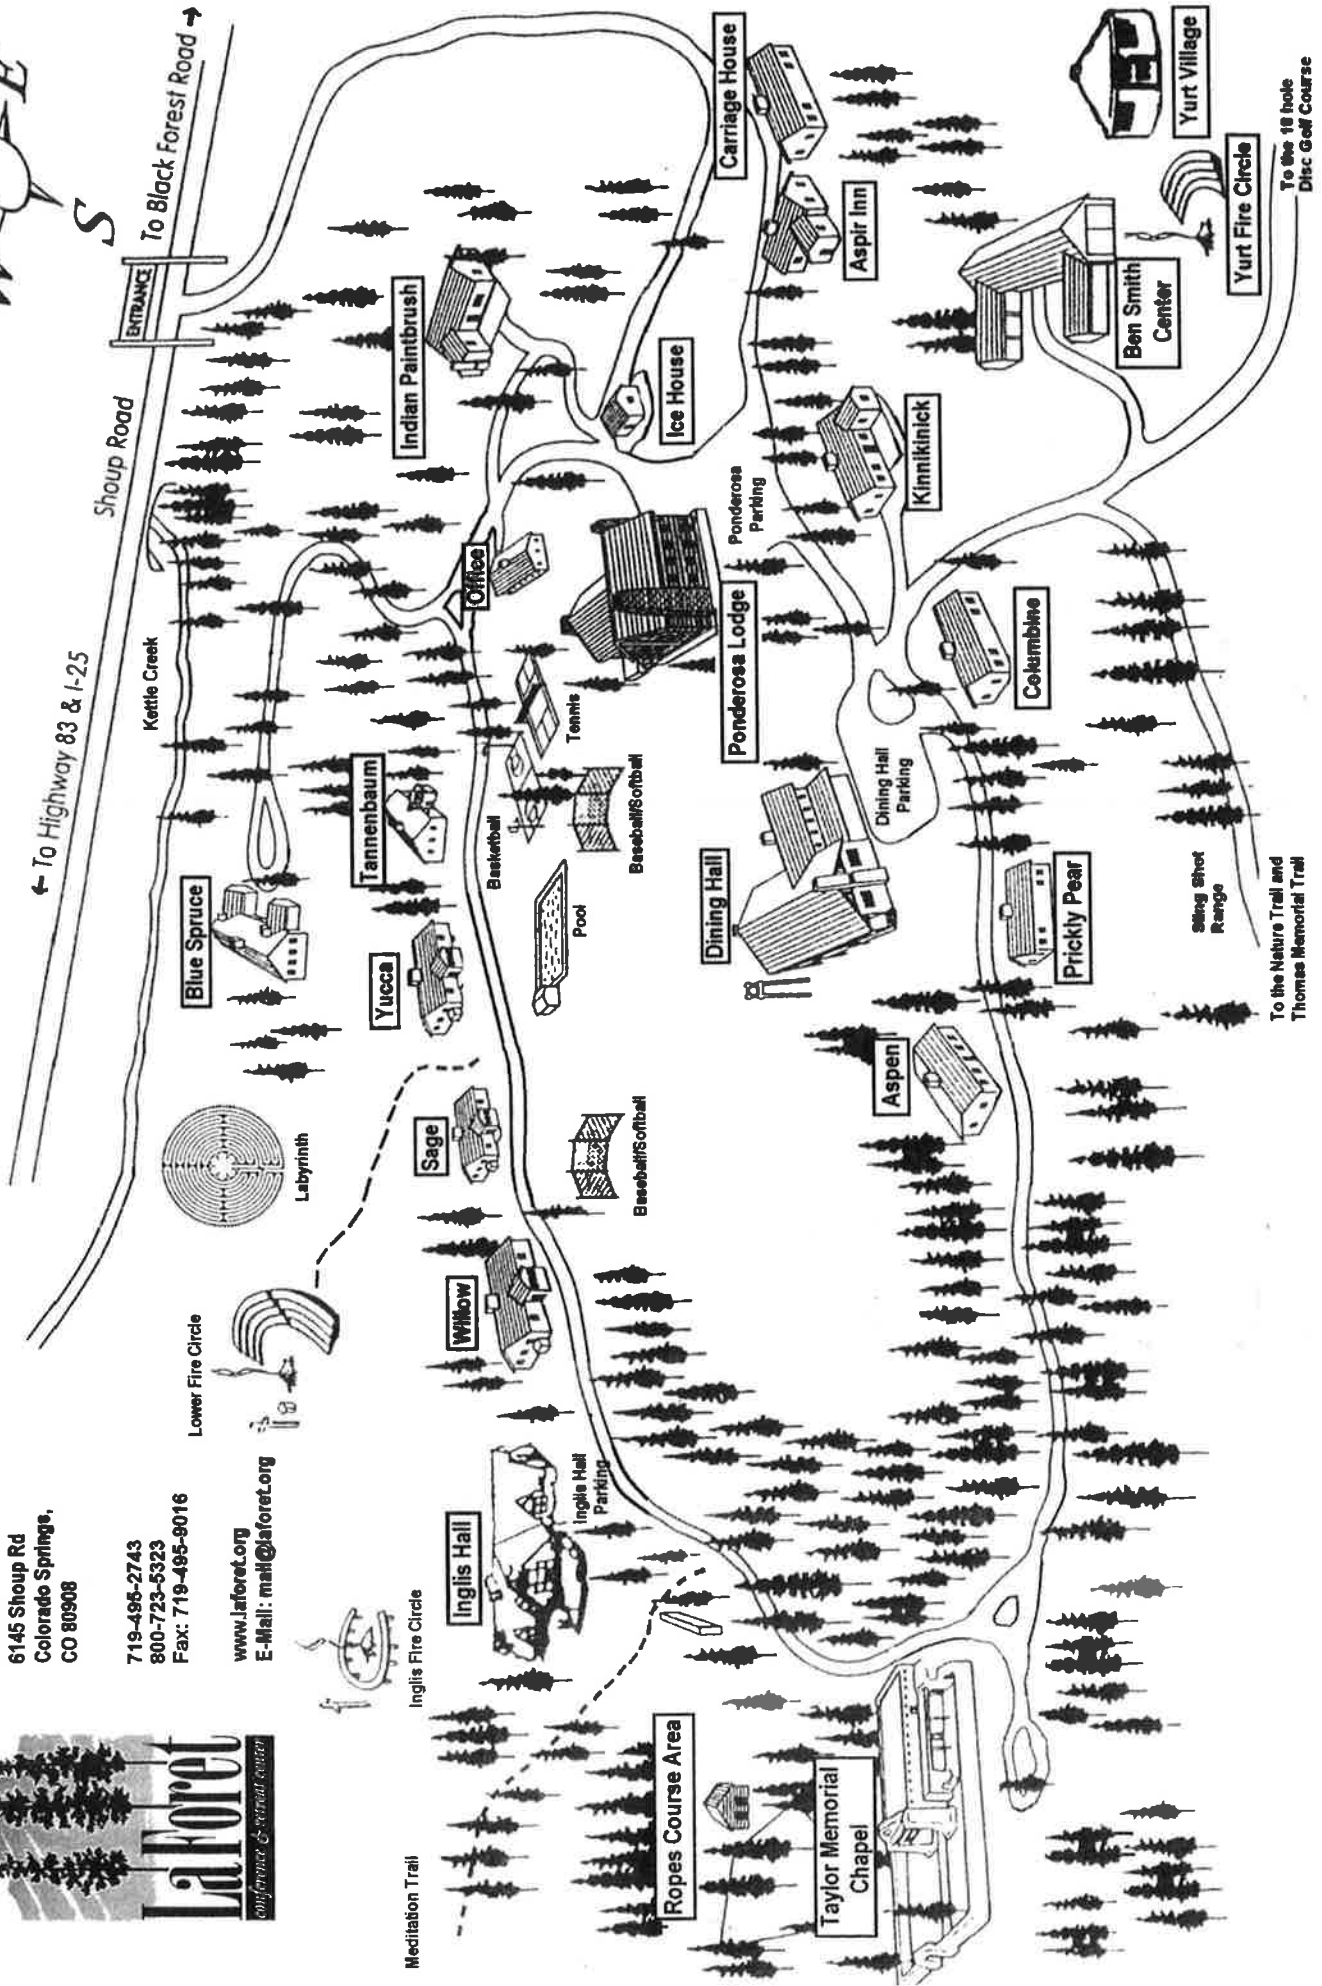 LaForet
conference & retreat center
6145 Shoup Rd
Colorado Springs,
CO 80908
719-495-2743
800-723-5323
Fax: 719-495-9016
www.laforet.org
E-Mail: mail@laforet.org
← To Highway 83 & I-25
Shoup Road
ENTRANCE
To Black Forest Road →
S
E
Kettle Creek
Lower Fire Circle
Labyrinth
Blue Spruce
Inglis Fire Circle
Meditation Trail
Inglis Hall
Inglis Hall
Parking
Willow
Sage
Yucca
Tannenbaum
Office
Indian Paintbrush
Basketball
Tennis
Pool
Baseball/Softball
Baseball/Softball
Ice House
Carriage House
Ponderosa Lodge
Ponderosa
Parking
Aspir Inn
Ropes Course Area
Taylor Memorial
Chapel
Dining Hall
Dining Hall
Parking
Kinnikinick
Aspen
Prickly Pear
Columbine
Ben Smith
Center
Yurt Village
Yurt Fire Circle
Sling Shot
Range
To the Nature Trail and
Thomas Memorial Trail
To the 18 hole
Disc Golf Course